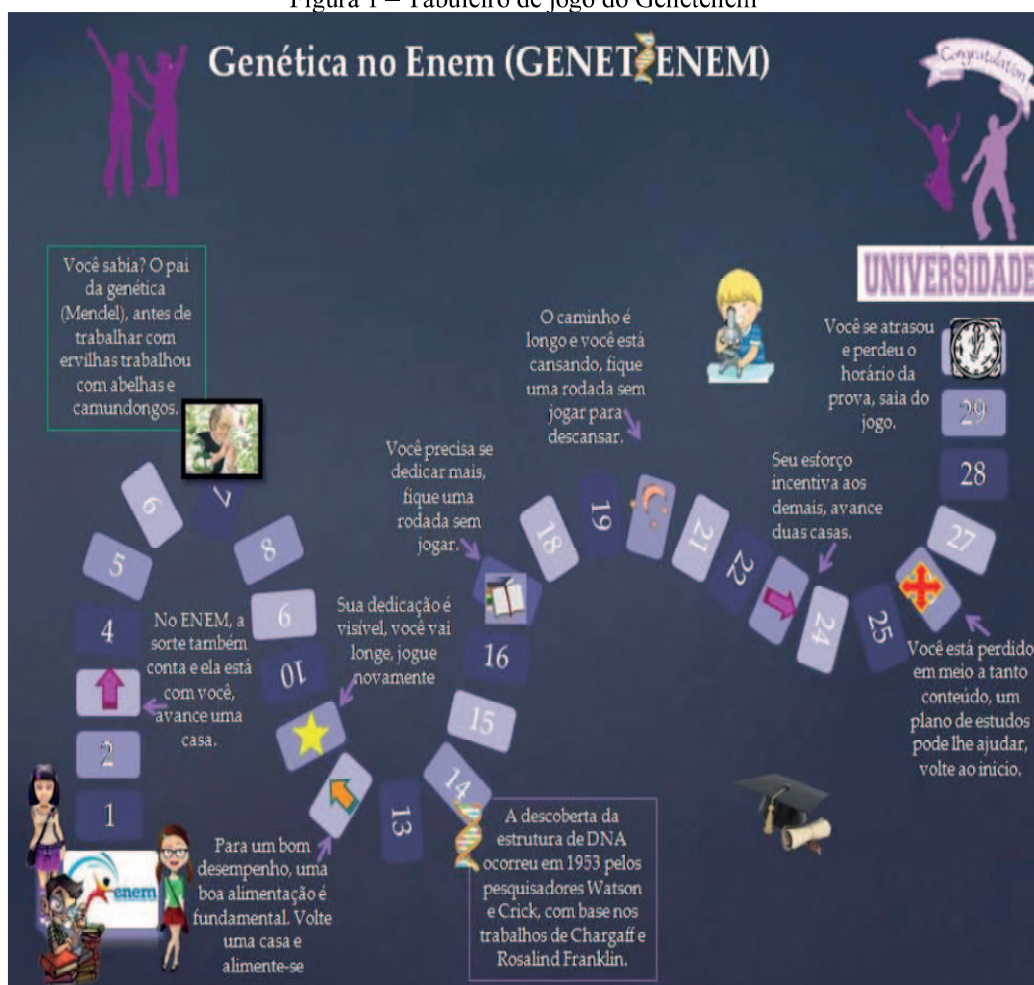 Figura 1 – Tabuleiro de jogo do Genetenem
Genética no Enem (GENET ENEM)
Congratulation
UNIVERSIDADE
Você sabia? O pai
da genética
(Mendel), antes de
trabalhar com
ervilhas trabalhou
com abelhas e
camundongos.
O caminho é
longo e você está
cansando, fique
uma rodada sem
jogar para
descansar.
Você se atrasou
e perdeu o
horário da
prova, saia do
jogo.
Você precisa se
dedicar mais,
fique uma
rodada sem
jogar.
Seu esforço
incentiva aos
demais, avance
duas casas.
No ENEM, a
sorte também
conta e ela está
com você,
avance uma
casa.
Sua dedicação é
visível, você vai
longe, jogue
novamente
Você está perdido
em meio a tanto
conteúdo, um
plano de estudos
pode lhe ajudar,
volte ao inicio.
Para um bom
desempenho, uma
boa alimentação é
fundamental. Volte
uma casa e
alimente-se
A descoberta da
estrutura de DNA
ocorreu em 1953 pelos
pesquisadores Watson
e Crick, com base nos
trabalhos de Chargaff e
Rosalind Franklin.
enem
1
2
4
5
6
7
8
9
10
13
14
15
16
18
19
21
22
24
25
27
28
29